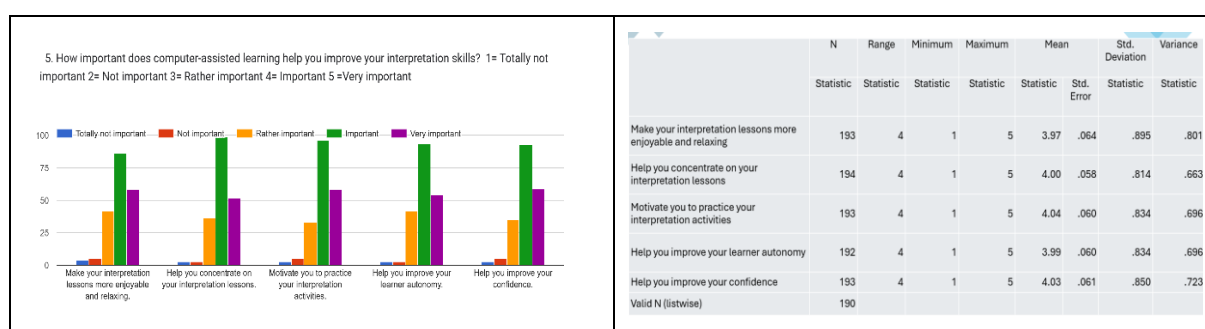 5. How important does computer-assisted learning help you improve your interpretation skills? 1= Totally not
important 2= Not important 3= Rather important 4= Important 5 =Very important
Totally not important Not important Rather important Important Very important
100
75
50
25
0
Make your interpretation
lessons more enjoyable
and relaxing.
Help you concentrate on
your interpretation lessons.
Motivate you to practice
your interpretation
activities.
Help you improve your
learner autonomy.
Help you improve your
confidence.
N Range Minimum Maximum Mean Std.
Deviation Variance
Statistic Statistic Statistic Statistic Statistic Std.
Error Statistic Statistic
Make your interpretation lessons more
enjoyable and relaxing 193 4 1 5 3.97 .064 .895 .801
Help you concentrate on your
interpretation lessons 194 4 1 5 4.00 .058 .814 .663
Motivate you to practice your
interpretation activities 193 4 1 5 4.04 .060 .834 .696
Help you improve your learner autonomy 192 4 1 5 3.99 .060 .834 .696
Help you improve your confidence 193 4 1 5 4.03 .061 .850 .723
Valid N (listwise) 190